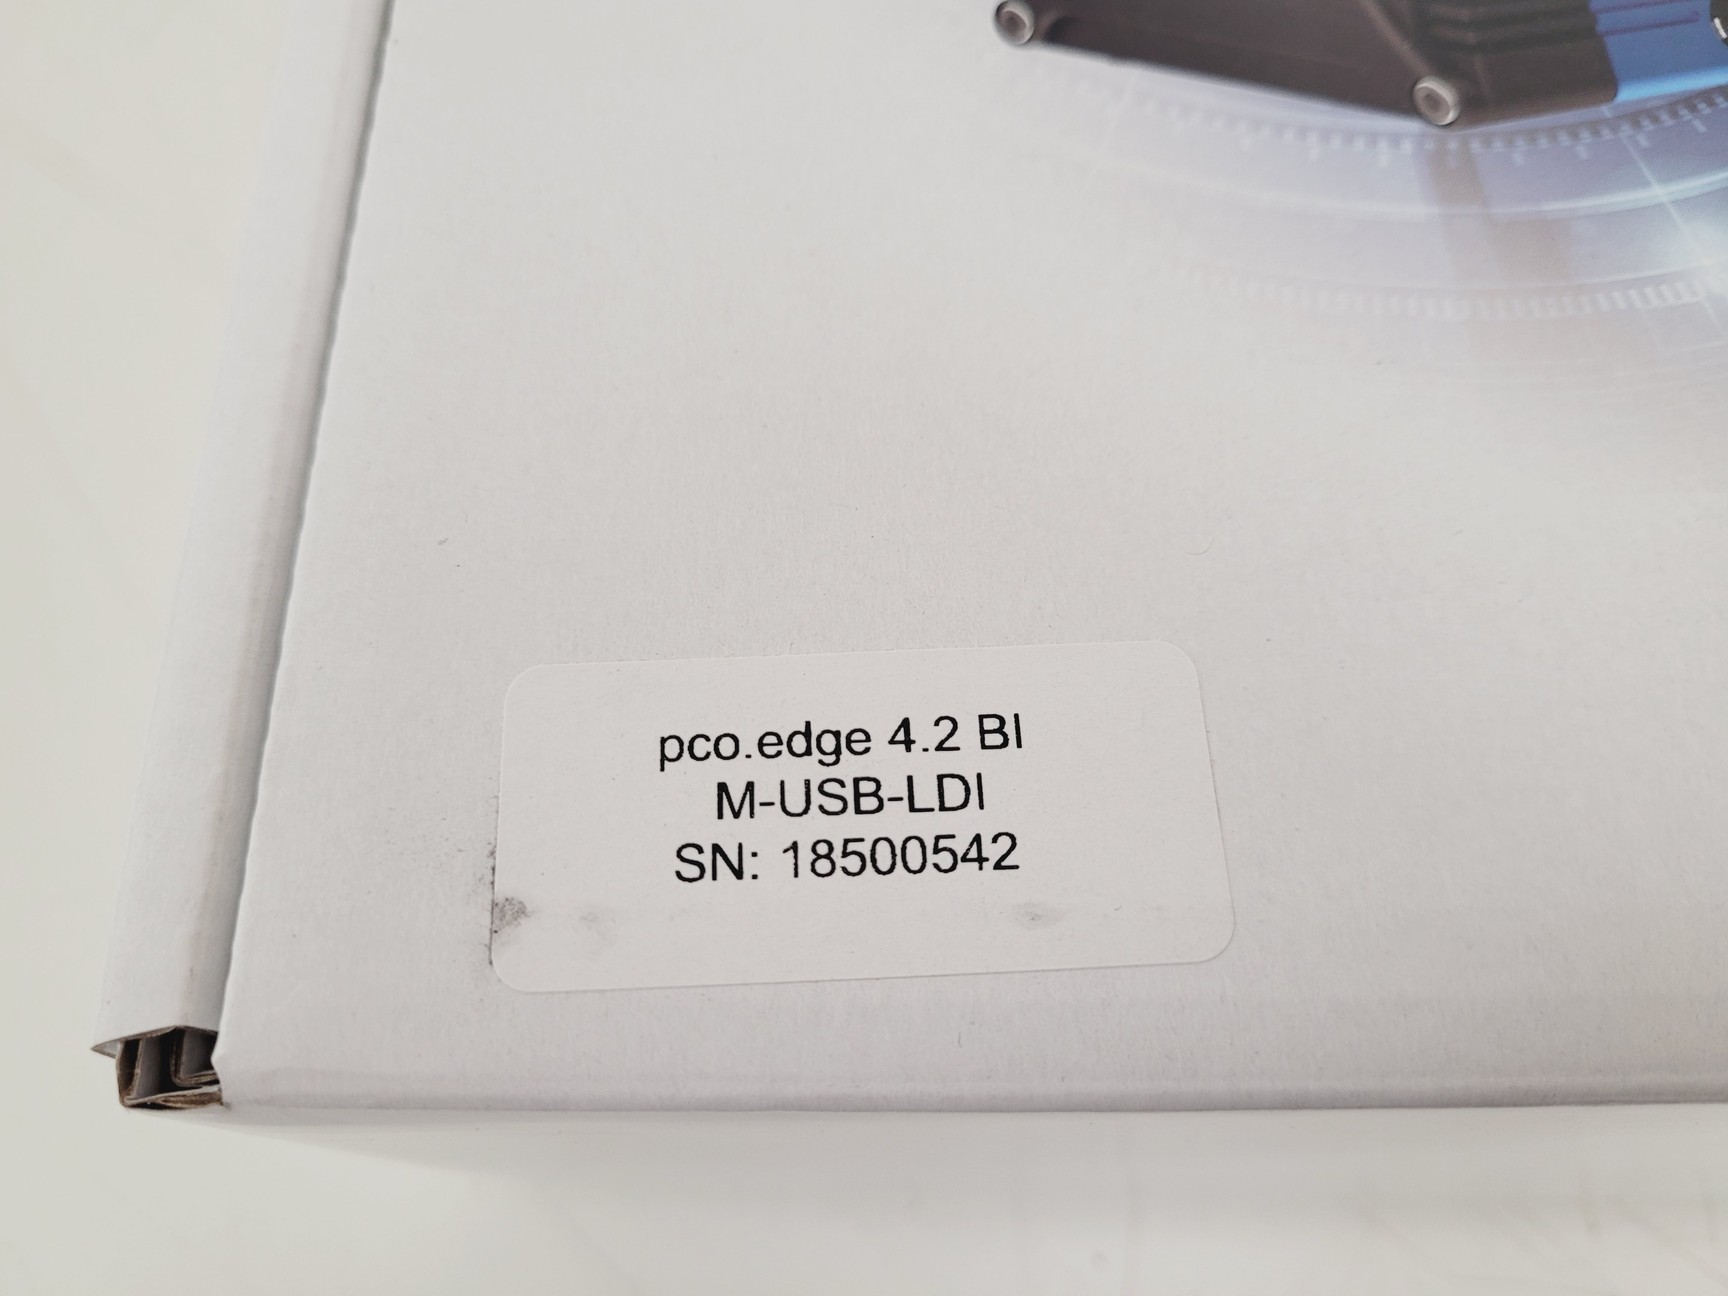 pco.edge 4.2 BI
M-USB-LDI
SN: 18500542